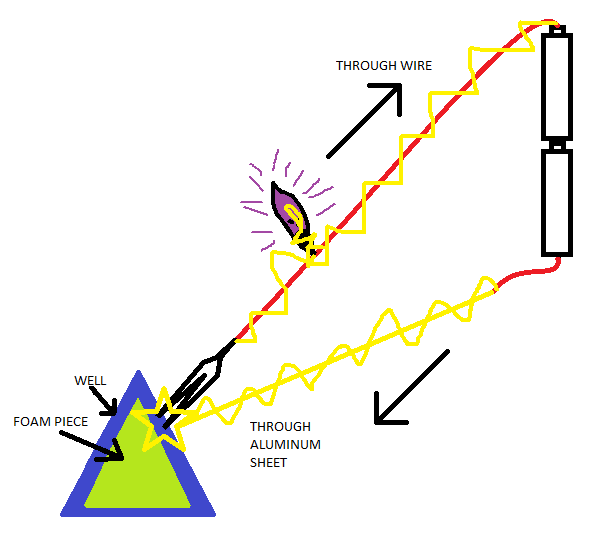 THROUGH WIRE
WELL
FOAM PIECE
THROUGH
ALUMINUM
SHEET